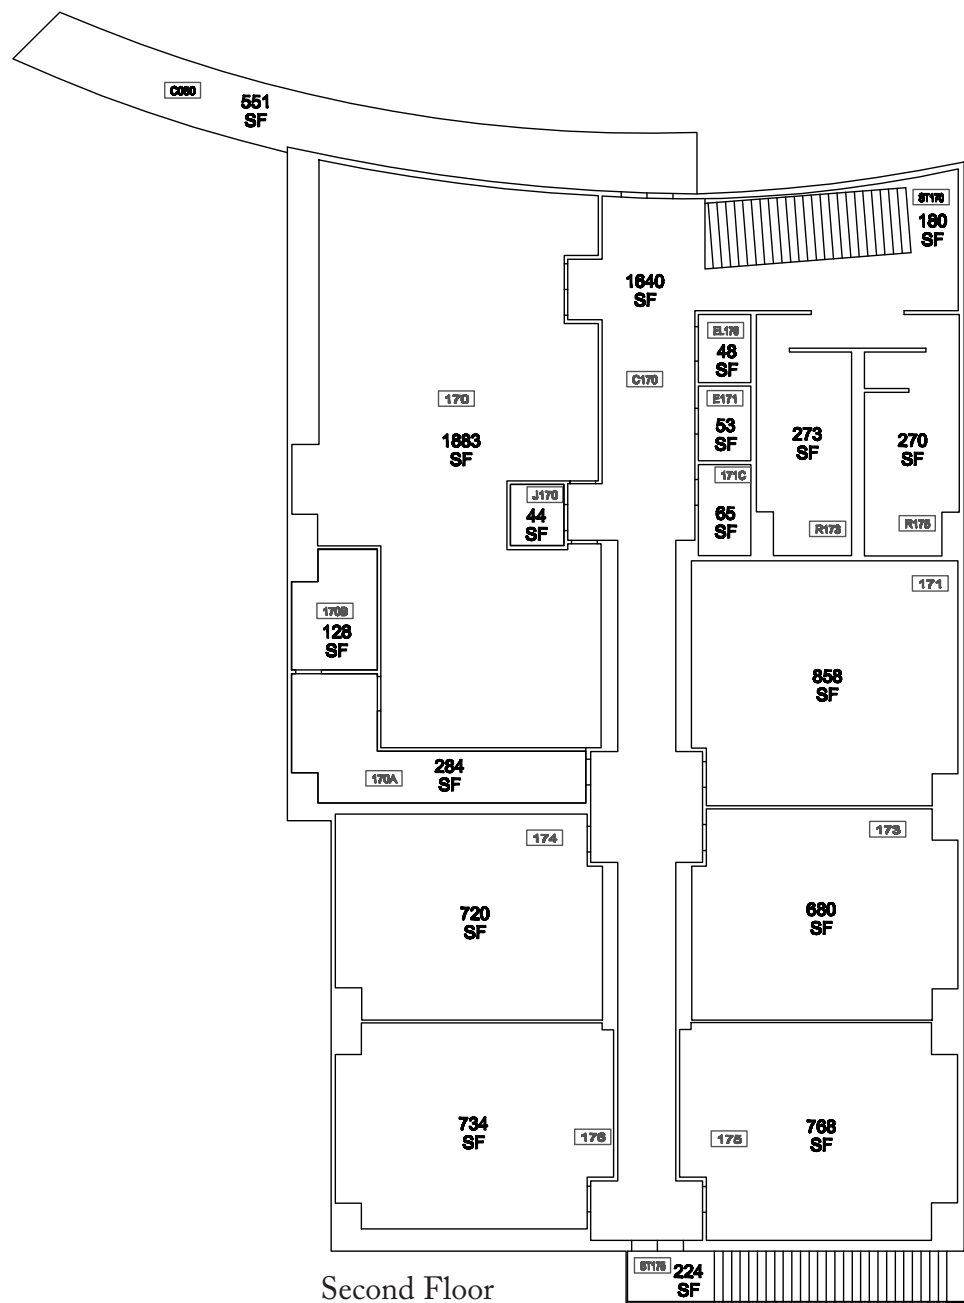 C080
551
SF
ST170
180
SF
1640
SF
EL170
48
SF
C170
170
E171
53
SF
1883
SF
273
SF
270
SF
171C
J170
44
SF
65
SF
R173
R175
171
170B
128
SF
858
SF
284
SF
170A
174
173
720
SF
680
SF
734
SF
176
175
768
SF
ST175
224
SF
Second Floor